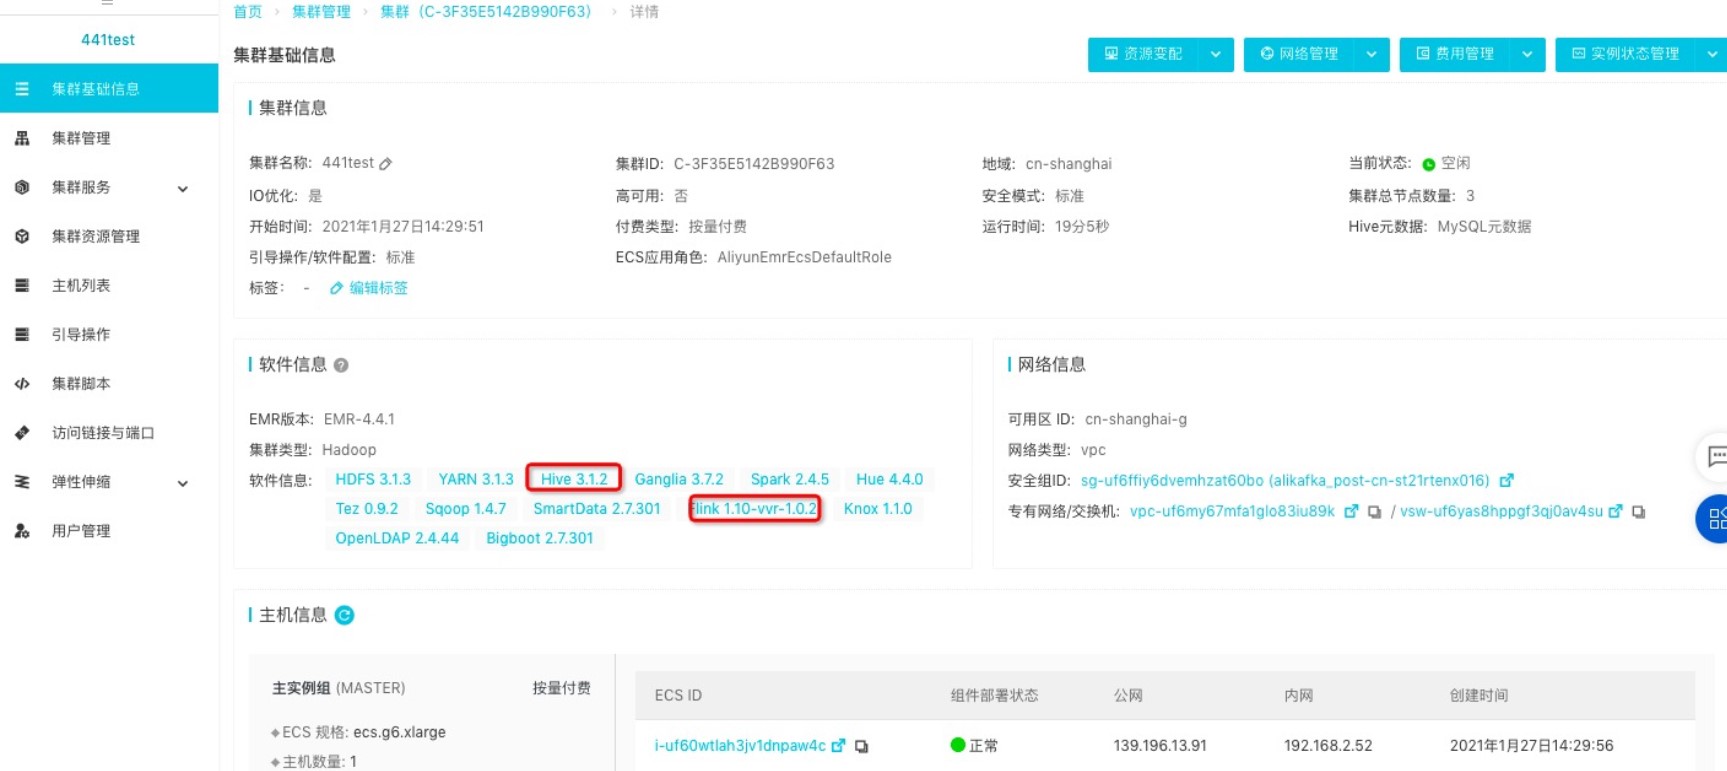 首页 > 集群管理 > 集群（C-3F35E5142B990F63） > 详情
441test
集群基础信息
集群管理
集群服务
集群资源管理
主机列表
引导操作
集群脚本
访问链接与端口
弹性伸缩
用户管理
集群基础信息
资源变配 网络管理 费用管理 实例状态管理
集群信息
集群名称: 441test 集群ID: C-3F35E5142B990F63 地域: cn-shanghai 当前状态: 空闲
IO优化: 是 高可用: 否 安全模式: 标准 集群总节点数量: 3
开始时间: 2021年1月27日14:29:51 付费类型: 按量付费 运行时间: 19分5秒 Hive元数据: MySQL元数据
引导操作/软件配置: 标准 ECS应用角色: AliyunEmrEcsDefaultRole
标签: - 编辑标签
软件信息
EMR版本: EMR-4.4.1
集群类型: Hadoop
软件信息: HDFS 3.1.3 YARN 3.1.3 Hive 3.1.2 Ganglia 3.7.2 Spark 2.4.5 Hue 4.4.0
Tez 0.9.2 Sqoop 1.4.7 SmartData 2.7.301 Flink 1.10-vvr-1.0.2 Knox 1.1.0
OpenLDAP 2.4.44 Bigboot 2.7.301
网络信息
可用区 ID: cn-shanghai-g
网络类型: vpc
安全组ID: sg-uf6ffiy6dvemhzat60bo (alikafka_post-cn-st21rtenx016)
专有网络/交换机: vpc-uf6my67mfa1glo83iu89k / vsw-uf6yas8hppgf3qj0av4su
主机信息
主实例组 (MASTER) 按量付费
ECS 规格: ecs.g6.xlarge
主机数量: 1
ECS ID 组件部署状态 公网 内网 创建时间
i-uf60wtlah3jv1dnpaw4c 正常 139.196.13.91 192.168.2.52 2021年1月27日14:29:56